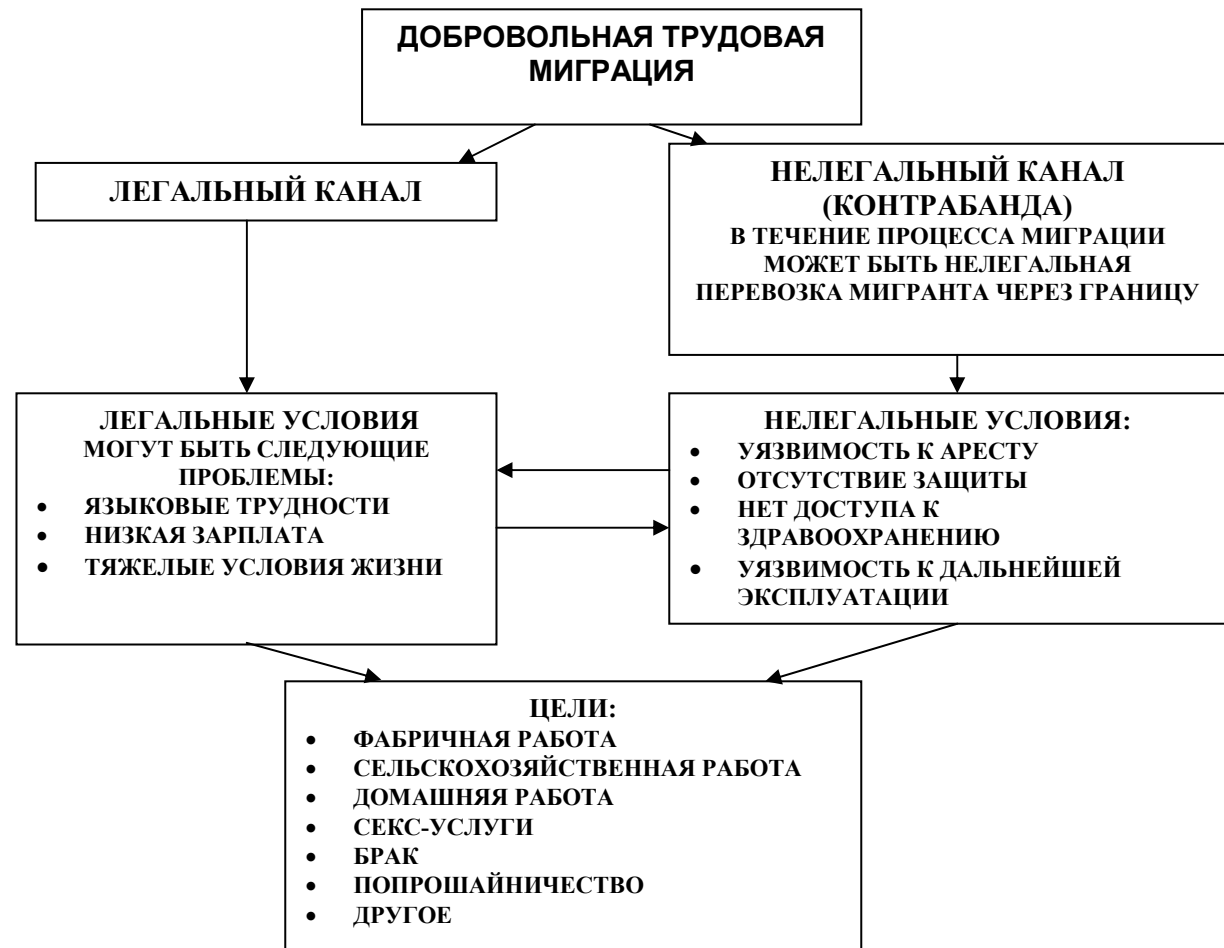 ДОБРОВОЛЬНАЯ ТРУДОВАЯ
МИГРАЦИЯ
ЛЕГАЛЬНЫЙ КАНАЛ
НЕЛЕГАЛЬНЫЙ КАНАЛ
(КОНТРАБАНДА)
В ТЕЧЕНИЕ ПРОЦЕССА МИГРАЦИИ
МОЖЕТ БЫТЬ НЕЛЕГАЛЬНАЯ
ПЕРЕВОЗКА МИГРАНТА ЧЕРЕЗ ГРАНИЦУ
ЛЕГАЛЬНЫЕ УСЛОВИЯ
МОГУТ БЫТЬ СЛЕДУЮЩИЕ
ПРОБЛЕМЫ:
• ЯЗЫКОВЫЕ ТРУДНОСТИ
• НИЗКАЯ ЗАРПЛАТА
• ТЯЖЕЛЫЕ УСЛОВИЯ ЖИЗНИ
НЕЛЕГАЛЬНЫЕ УСЛОВИЯ:
• УЯЗВИМОСТЬ К АРЕСТУ
• ОТСУТСТВИЕ ЗАЩИТЫ
• НЕТ ДОСТУПА К
ЗДРАВООХРАНЕНИЮ
• УЯЗВИМОСТЬ К ДАЛЬНЕЙШЕЙ
ЭКСПЛУАТАЦИИ
ЦЕЛИ:
• ФАБРИЧНАЯ РАБОТА
• СЕЛЬСКОХОЗЯЙСТВЕННАЯ РАБОТА
• ДОМАШНЯЯ РАБОТА
• СЕКС-УСЛУГИ
• БРАК
• ПОПРОШАЙНИЧЕСТВО
• ДРУГОЕ